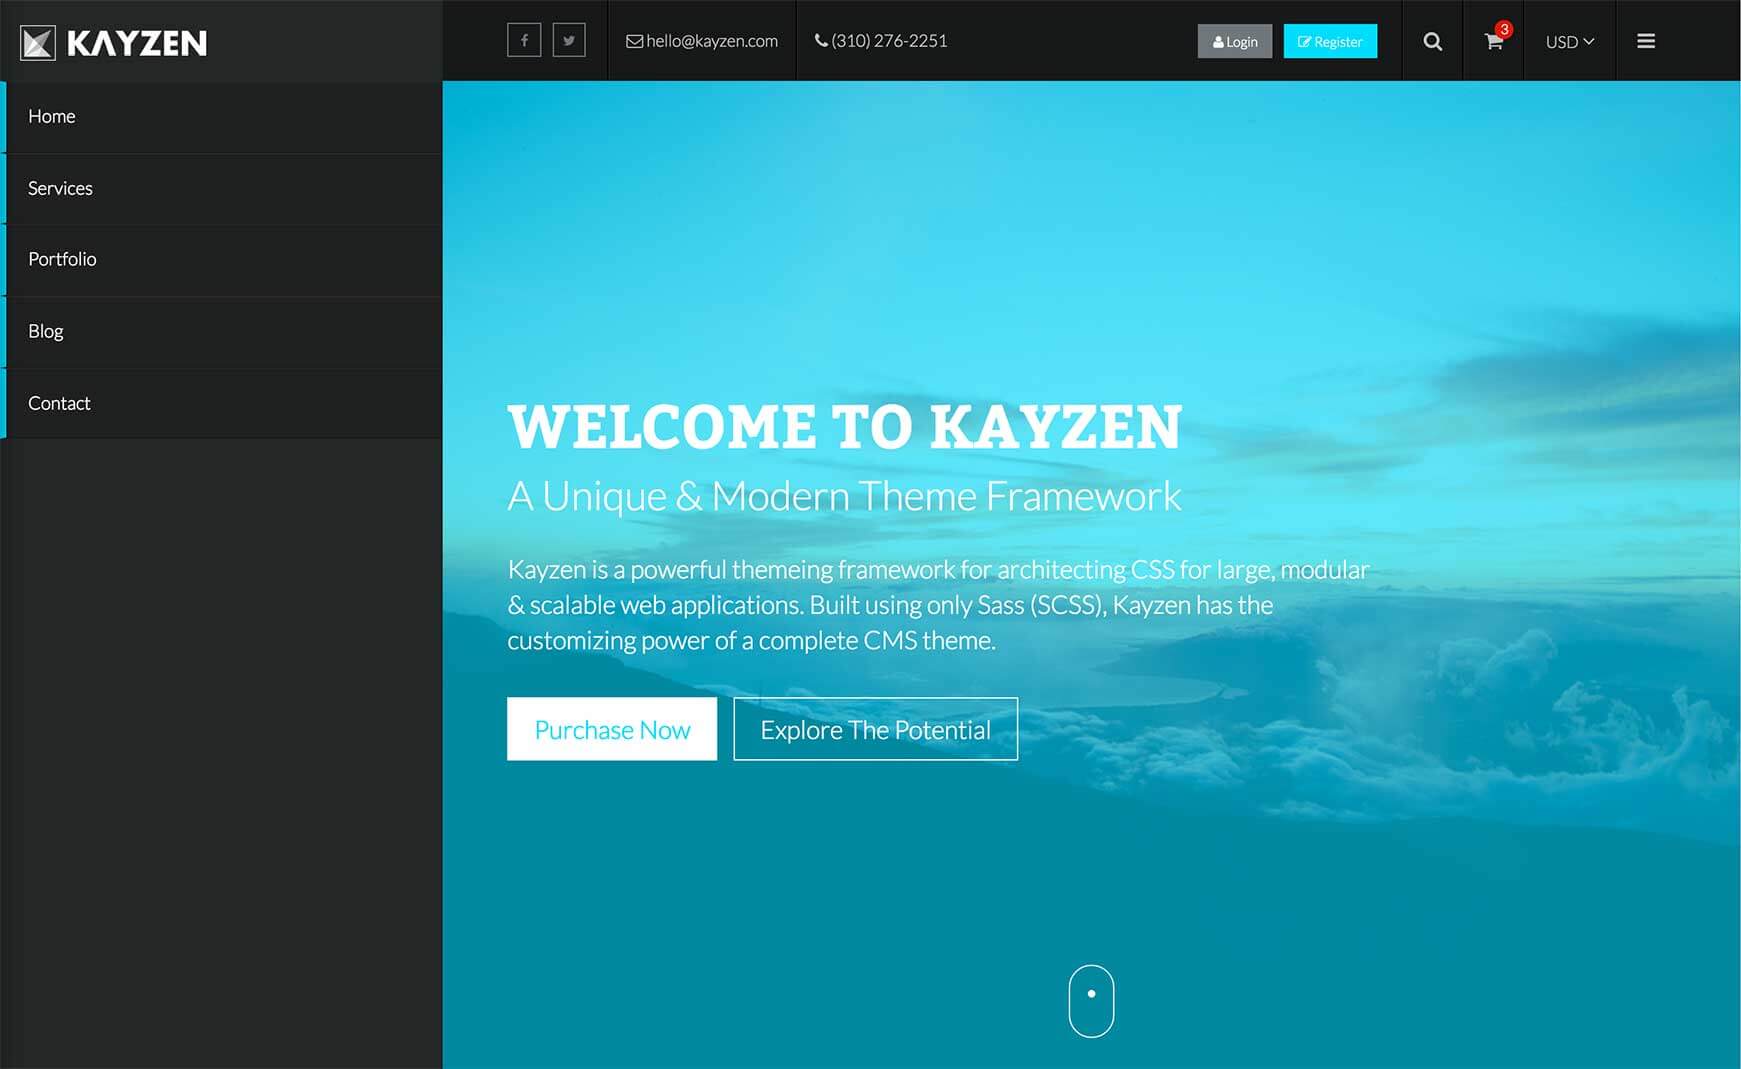 KAYZEN
hello@kayzen.com
(310) 276-2251
Login
Register
3
USD
Home
Services
Portfolio
Blog
Contact
WELCOME TO KAYZEN
A Unique & Modern Theme Framework
Kayzen is a powerful themeing framework for architecting CSS for large, modular
& scalable web applications. Built using only Sass (SCSS), Kayzen has the
customizing power of a complete CMS theme.
Purchase Now
Explore The Potential